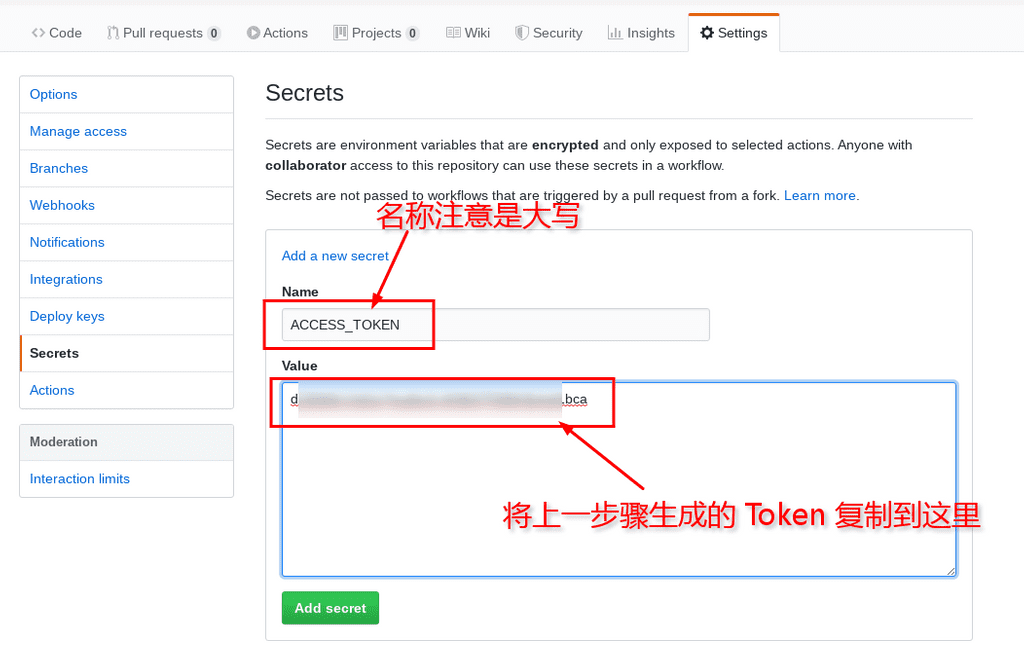 Code Pull requests 0 Actions Projects 0 Wiki Security Insights Settings
Options
Manage access
Branches
Webhooks
Notifications
Integrations
Deploy keys
Secrets
Actions
Moderation
Interaction limits
Secrets
Secrets are environment variables that are encrypted and only exposed to selected actions. Anyone with
collaborator access to this repository can use these secrets in a workflow.
Secrets are not passed to workflows that are triggered by a pull request from a fork. Learn more.
名称注意是大写
Add a new secret
Name
ACCESS_TOKEN
Value
d
.bca
将上一步骤生成的 Token 复制到这里
Add secret